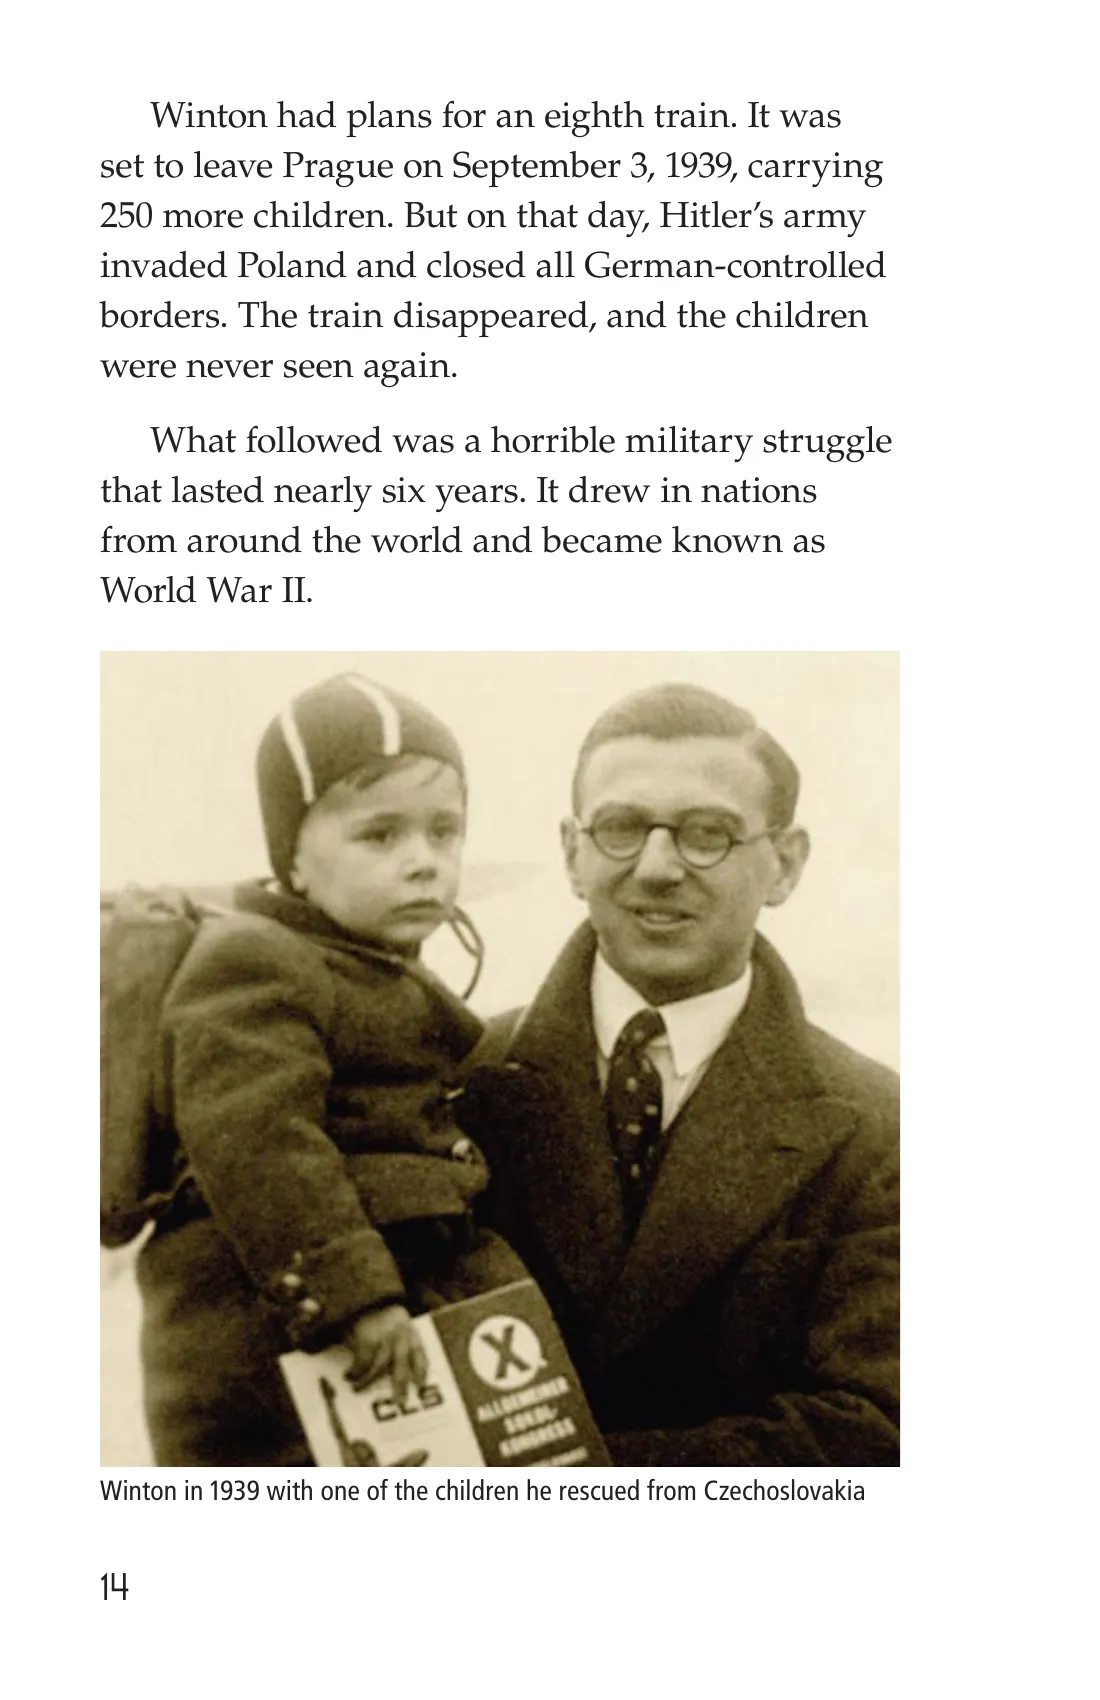 Winton had plans for an eighth train. It was
set to leave Prague on September 3, 1939, carrying
250 more children. But on that day, Hitler’s army
invaded Poland and closed all German-controlled
borders. The train disappeared, and the children
were never seen again.
What followed was a horrible military struggle
that lasted nearly six years. It drew in nations
from around the world and became known as
World War II.
X
CLS
ALLGEMEINER
SOKOL-
KONGRESS
Winton in 1939 with one of the children he rescued from Czechoslovakia
14